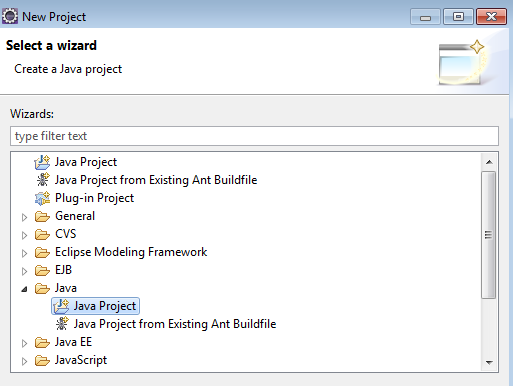 New Project
Select a wizard
Create a Java project
Wizards:
type filter text
Java Project
Java Project from Existing Ant Buildfile
Plug-in Project
General
CVS
Eclipse Modeling Framework
EJB
Java
Java Project
Java Project from Existing Ant Buildfile
Java EE
JavaScript